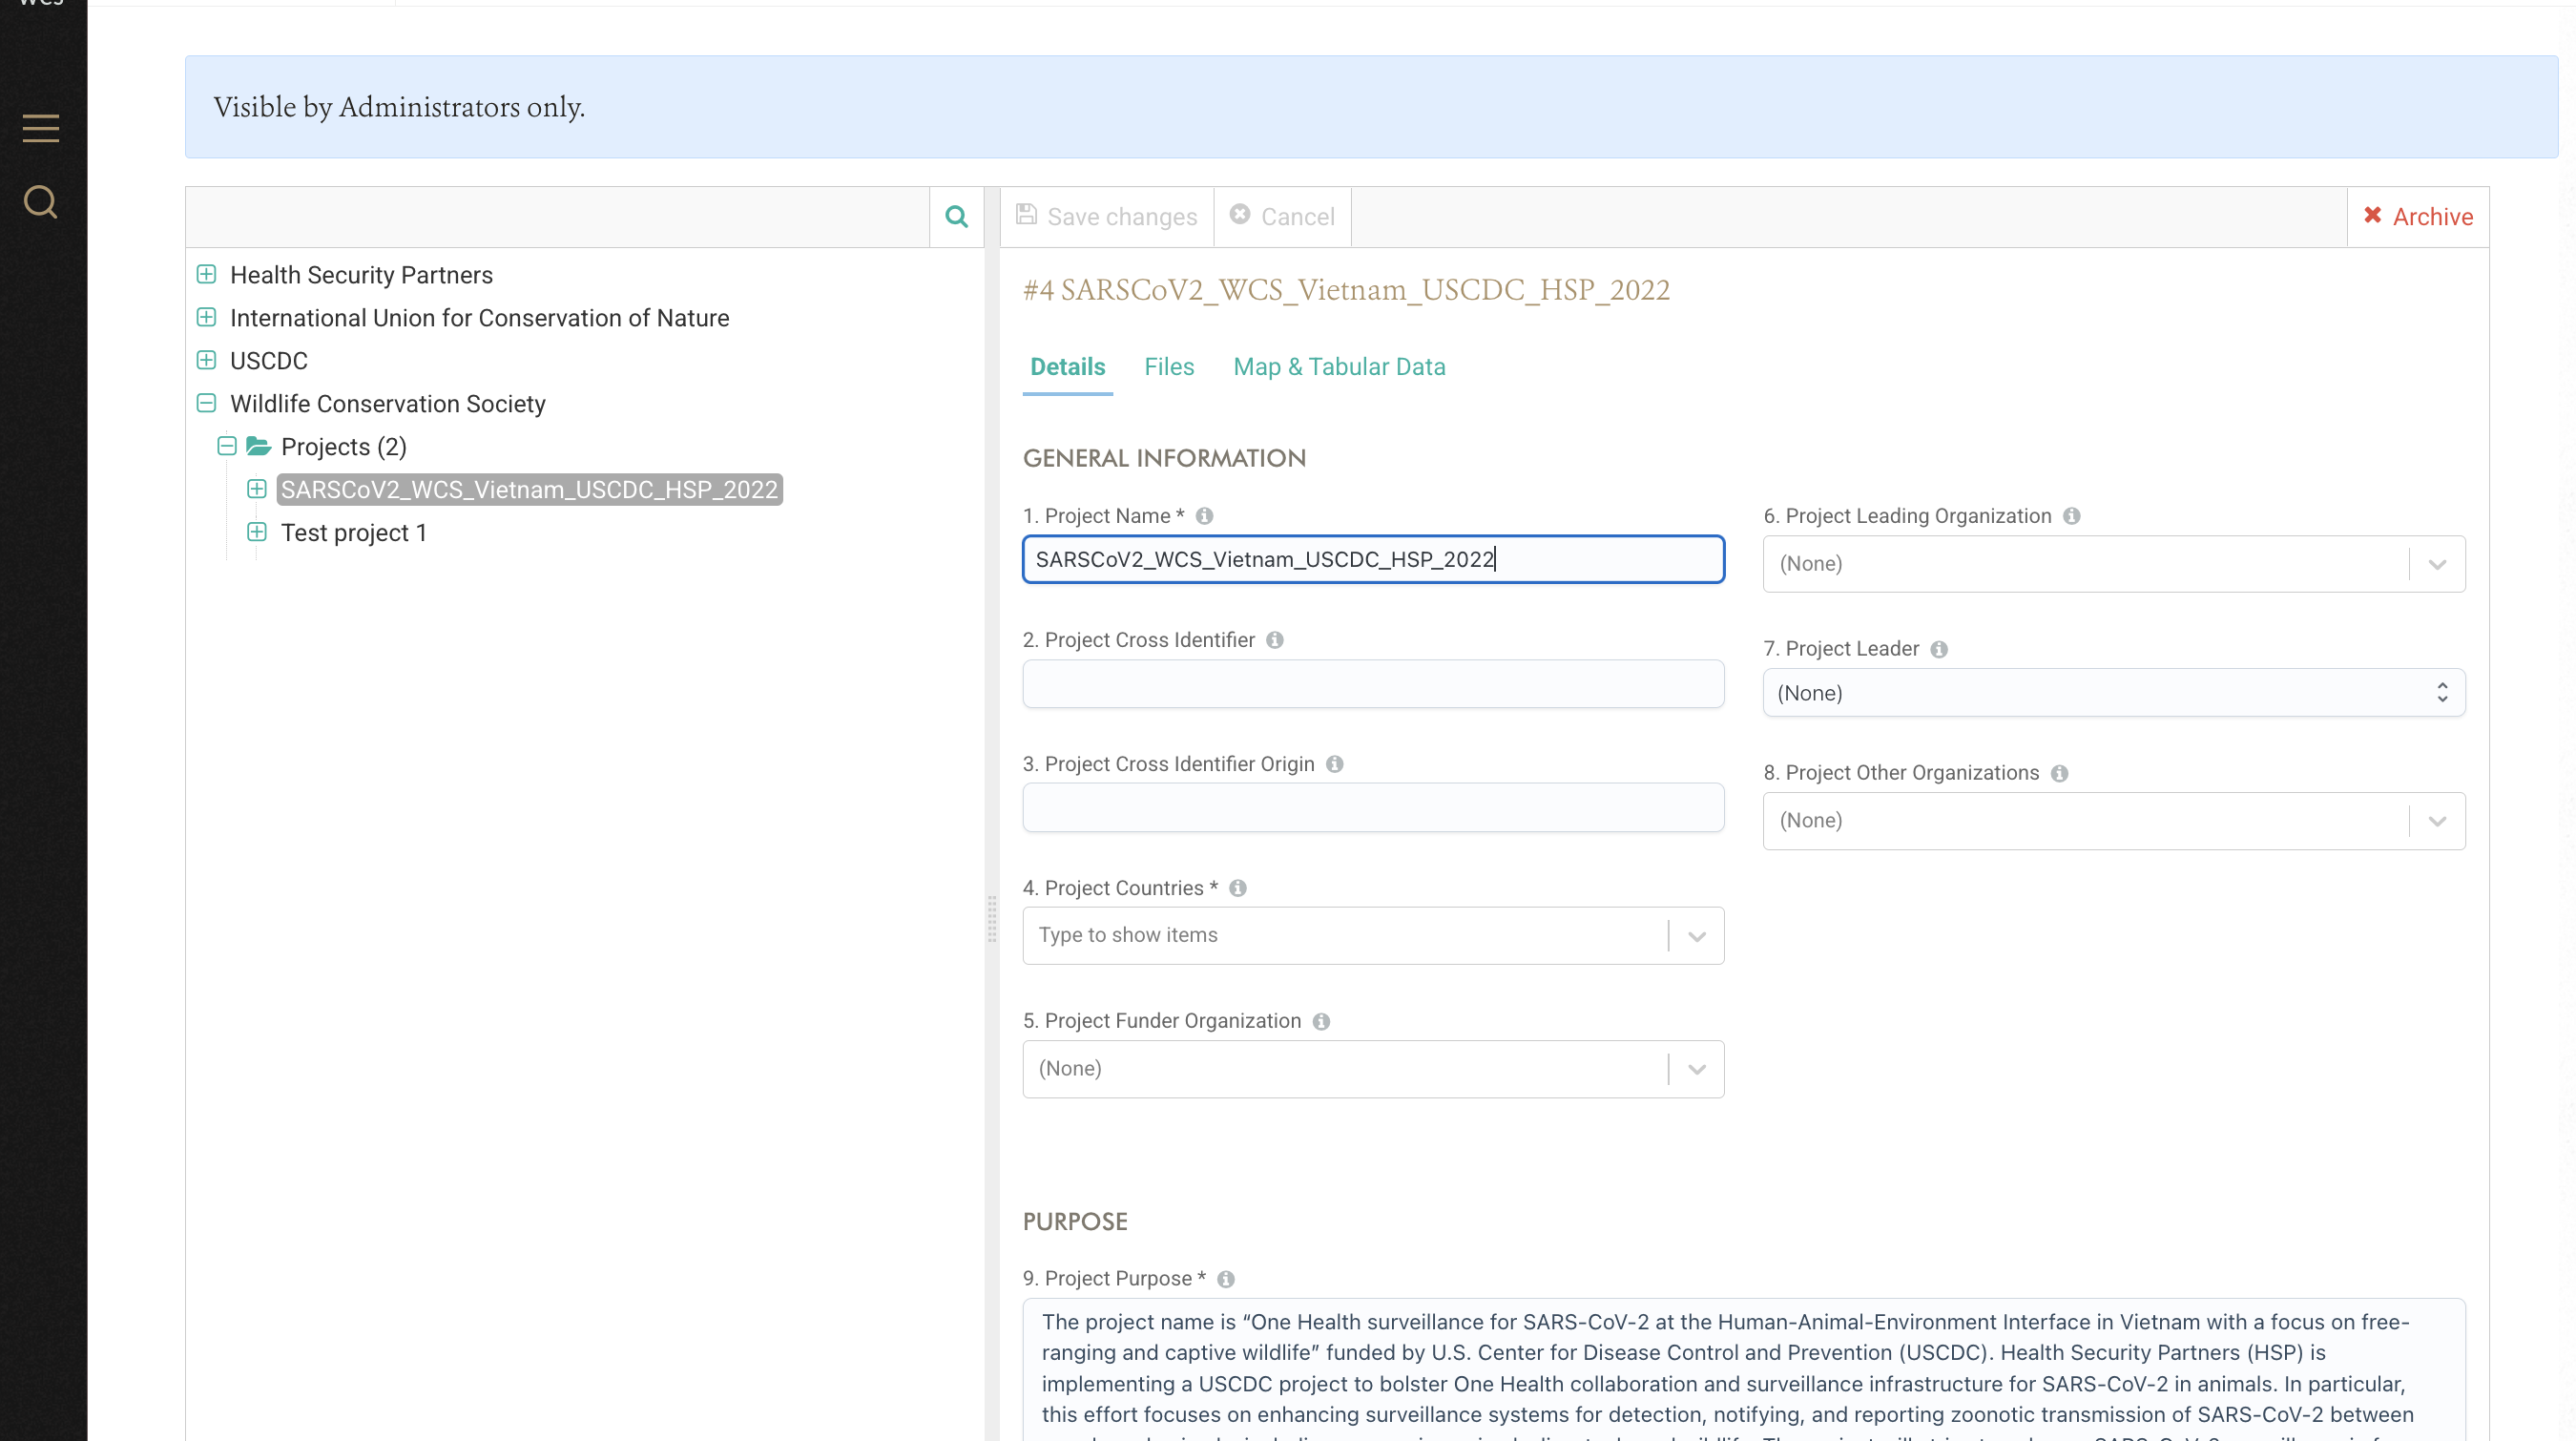 WCS
Visible by Administrators only.
Save changes
Cancel
Archive
Health Security Partners
International Union for Conservation of Nature
USCDC
Wildlife Conservation Society
Projects (2)
SARSCoV2_WCS_Vietnam_USCDC_HSP_2022
Test project 1
#4 SARSCoV2_WCS_Vietnam_USCDC_HSP_2022
Details
Files
Map & Tabular Data
GENERAL INFORMATION
1. Project Name *
SARSCoV2_WCS_Vietnam_USCDC_HSP_2022
2. Project Cross Identifier
3. Project Cross Identifier Origin
4. Project Countries *
Type to show items
5. Project Funder Organization
(None)
6. Project Leading Organization
(None)
7. Project Leader
(None)
8. Project Other Organizations
(None)
PURPOSE
9. Project Purpose *
The project name is “One Health surveillance for SARS-CoV-2 at the Human-Animal-Environment Interface in Vietnam with a focus on free-
ranging and captive wildlife” funded by U.S. Center for Disease Control and Prevention (USCDC). Health Security Partners (HSP) is
implementing a USCDC project to bolster One Health collaboration and surveillance infrastructure for SARS-CoV-2 in animals. In particular,
this effort focuses on enhancing surveillance systems for detection, notifying, and reporting zoonotic transmission of SARS-CoV-2 between